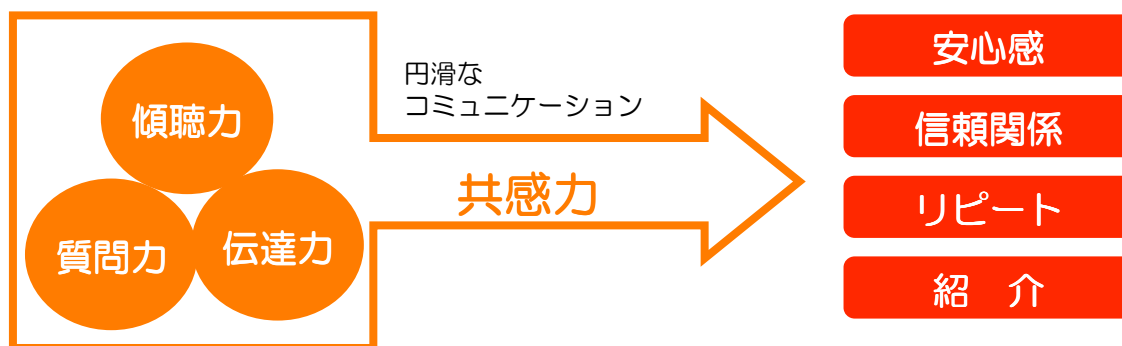 傾聴力
質問力
伝達力
円滑な
コミュニケーション
共感力
安心感
信頼関係
リピート
紹　介